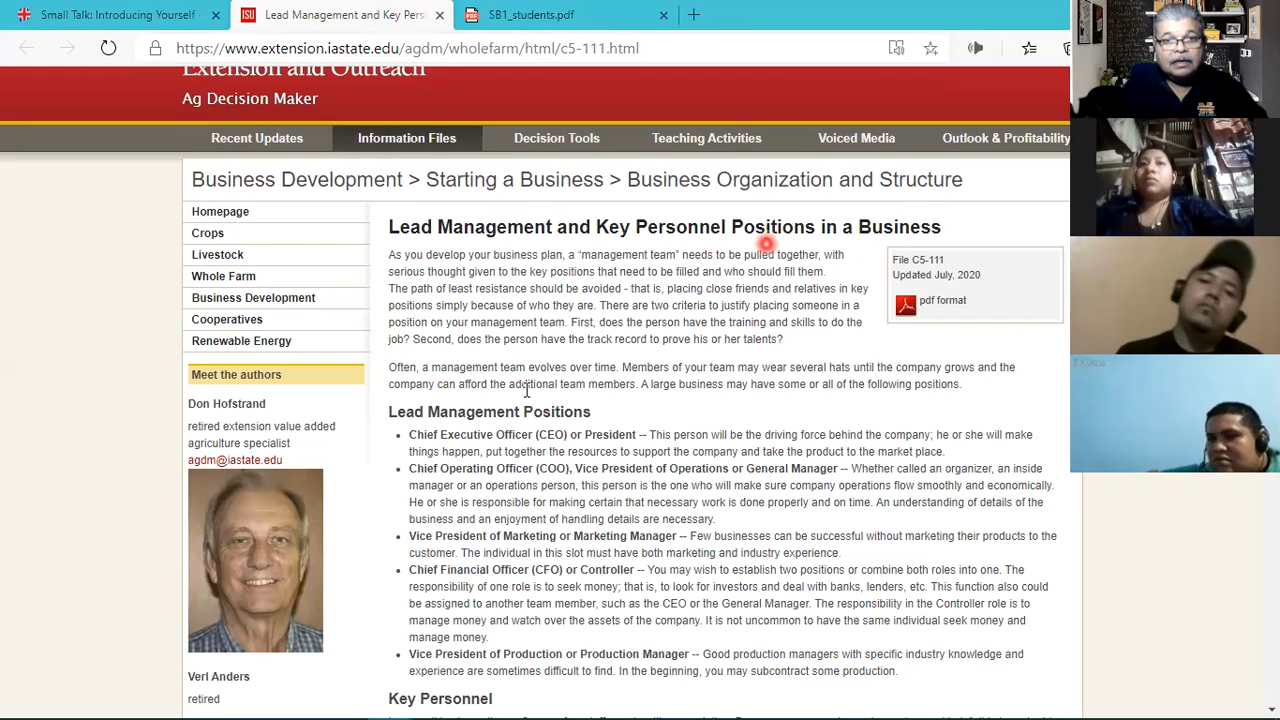 Small Talk: Introducing Yourself
Lead Management and Key Pers
SB1_students.pdf
https://www.extension.iastate.edu/agdm/wholefarm/html/c5-111.html
Extension and Outreach
Ag Decision Maker
Recent Updates
Information Files
Decision Tools
Teaching Activities
Voiced Media
Outlook & Profitability
Business Development > Starting a Business > Business Organization and Structure
Homepage
Crops
Livestock
Whole Farm
Business Development
Cooperatives
Renewable Energy
Meet the authors
Don Hofstrand
retired extension value added
agriculture specialist
agdm@iastate.edu
Verl Anders
retired
Lead Management and Key Personnel Positions in a Business
As you develop your business plan, a “management team” needs to be pulled together, with
serious thought given to the key positions that need to be filled and who should fill them.
The path of least resistance should be avoided - that is, placing close friends and relatives in key
positions simply because of who they are. There are two criteria to justify placing someone in a
position on your management team. First, does the person have the training and skills to do the
job? Second, does the person have the track record to prove his or her talents?
File C5-111
Updated July, 2020
pdf format
Often, a management team evolves over time. Members of your team may wear several hats until the company grows and the
company can afford the additional team members. A large business may have some or all of the following positions.
Lead Management Positions
• Chief Executive Officer (CEO) or President -- This person will be the driving force behind the company; he or she will make
things happen, put together the resources to support the company and take the product to the market place.
• Chief Operating Officer (COO), Vice President of Operations or General Manager -- Whether called an organizer, an inside
manager or an operations person, this person is the one who will make sure company operations flow smoothly and economically.
He or she is responsible for making certain that necessary work is done properly and on time. An understanding of details of the
business and an enjoyment of handling details are necessary.
• Vice President of Marketing or Marketing Manager -- Few businesses can be successful without marketing their products to the
customer. The individual in this slot must have both marketing and industry experience.
• Chief Financial Officer (CFO) or Controller -- You may wish to establish two positions or combine both roles into one. The
responsibility of one role is to seek money; that is, to look for investors and deal with banks, lenders, etc. This function also could
be assigned to another team member, such as the CEO or the General Manager. The responsibility in the Controller role is to
manage money and watch over the assets of the company. It is not uncommon to have the same individual seek money and
manage money.
• Vice President of Production or Production Manager -- Good production managers with specific industry knowledge and
experience are sometimes difficult to find. In the beginning, you may subcontract some production.
Key Personnel